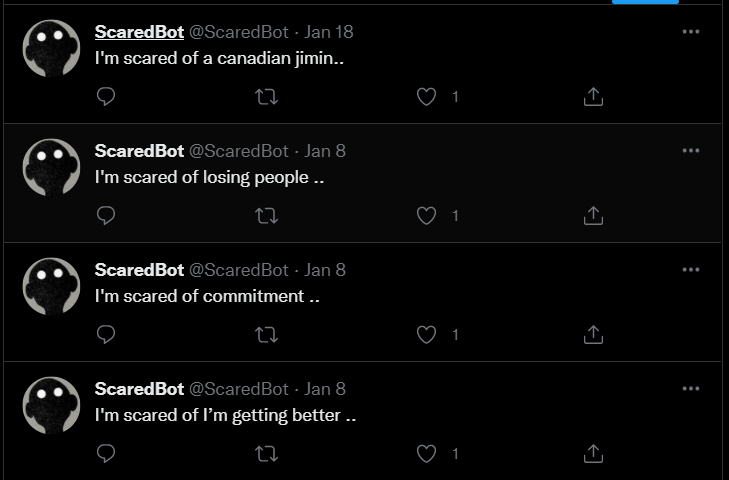 ScaredBot @ScaredBot · Jan 18
I'm scared of a canadian jimin..
1
ScaredBot @ScaredBot · Jan 8
I'm scared of losing people ..
1
ScaredBot @ScaredBot · Jan 8
I'm scared of commitment ..
1
ScaredBot @ScaredBot · Jan 8
I'm scared of I’m getting better ..
1